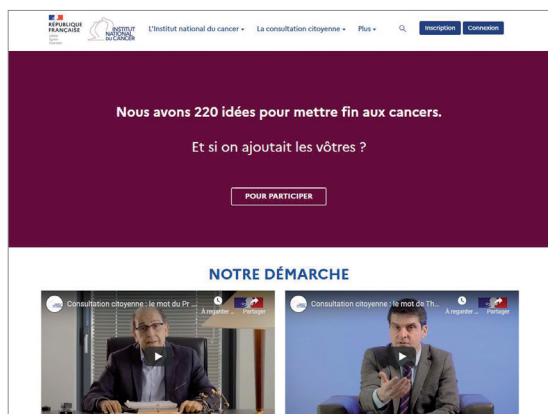 RÉPUBLIQUE
FRANÇAISE
INSTITUT
NATIONAL
DU CANCER
L'Institut national du cancer
La consultation citoyenne
Plus
Inscription
Connexion
Nous avons 220 idées pour mettre fin aux cancers.
Et si on ajoutait les vôtres ?
POUR PARTICIPER
NOTRE DÉMARCHE
Consultation citoyenne : le mot du Pr ...
À regarder ...
Partager
Consultation citoyenne : le mot de Th...
À regarder ...
Partager